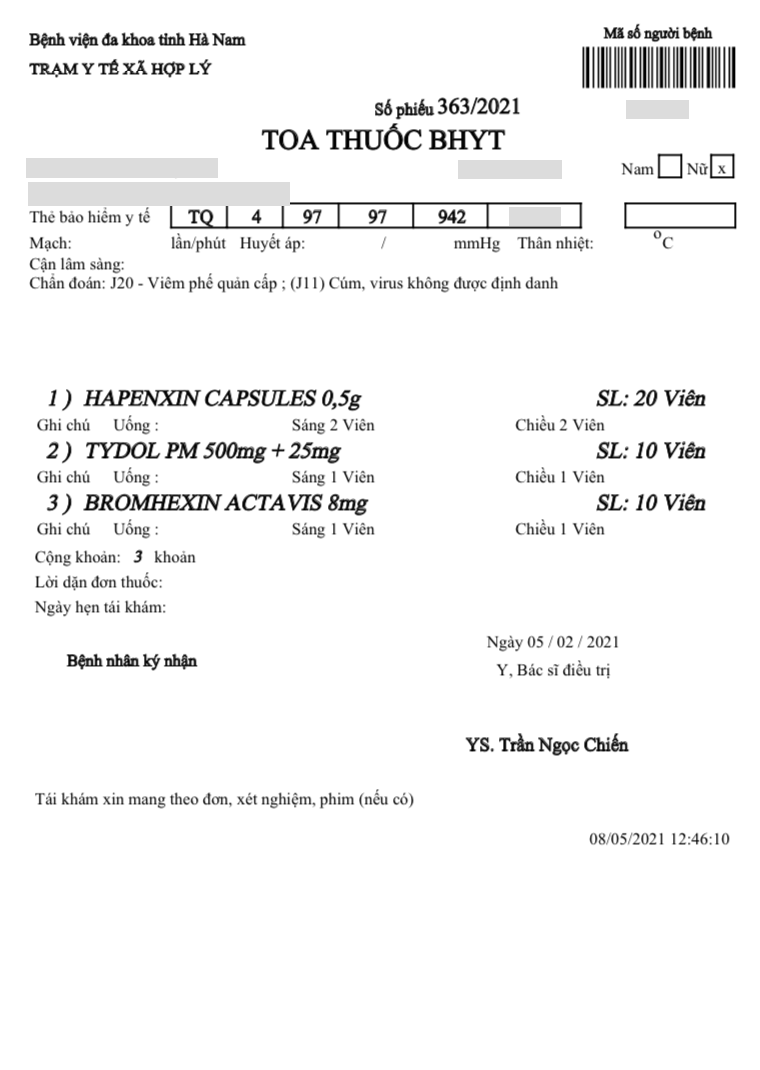 Bệnh viện đa khoa tỉnh Hà Nam
Mã số người bệnh
TRẠM Y TẾ XÃ HỢP LÝ
Số phiếu 363/2021
TOA THUỐC BHYT
Nam Nữ x
Thẻ bảo hiểm y tế TQ 4 97 97 942
Mạch: lần/phút Huyết áp: / mmHg Thân nhiệt: °C
Cận lâm sàng:
Chẩn đoán: J20 - Viêm phế quản cấp ; (J11) Cúm, virus không được định danh
1 ) HAPENXIN CAPSULES 0,5g SL: 20 Viên
Ghi chú Uống : Sáng 2 Viên Chiều 2 Viên
2 ) TYDOL PM 500mg + 25mg SL: 10 Viên
Ghi chú Uống : Sáng 1 Viên Chiều 1 Viên
3 ) BROMHEXIN ACTAVIS 8mg SL: 10 Viên
Ghi chú Uống : Sáng 1 Viên Chiều 1 Viên
Cộng khoản: 3 khoản
Lời dặn đơn thuốc:
Ngày hẹn tái khám:
Ngày 05 / 02 / 2021
Bệnh nhân ký nhận
Y, Bác sĩ điều trị
YS. Trần Ngọc Chiến
Tái khám xin mang theo đơn, xét nghiệm, phim (nếu có)
08/05/2021 12:46:10